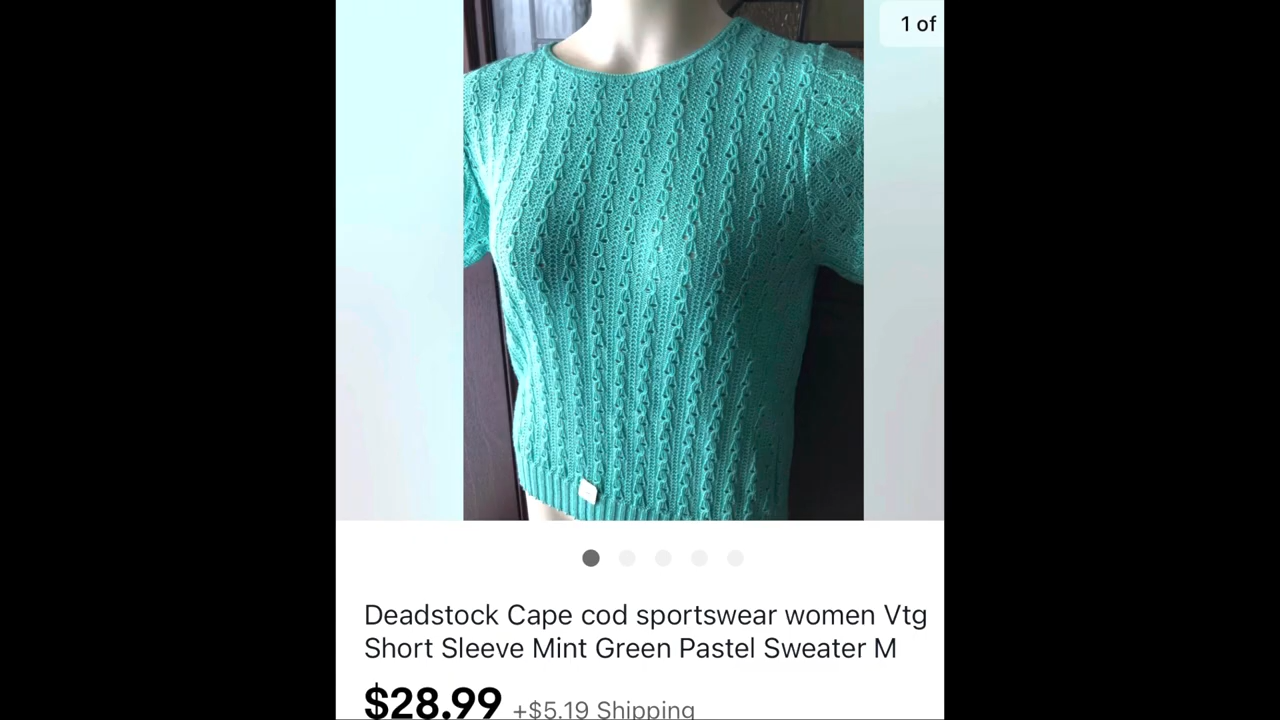 1 of
Deadstock Cape cod sportswear women Vtg
Short Sleeve Mint Green Pastel Sweater M
$28.99 +$5.19 Shipping